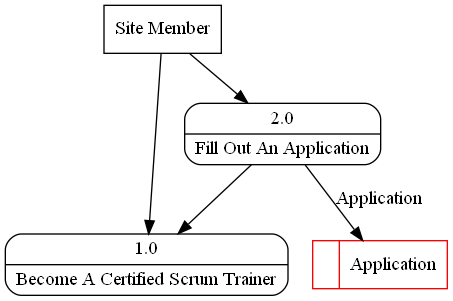 Site Member
2.0
Fill Out An Application
Application
1.0
Become A Certified Scrum Trainer
Application